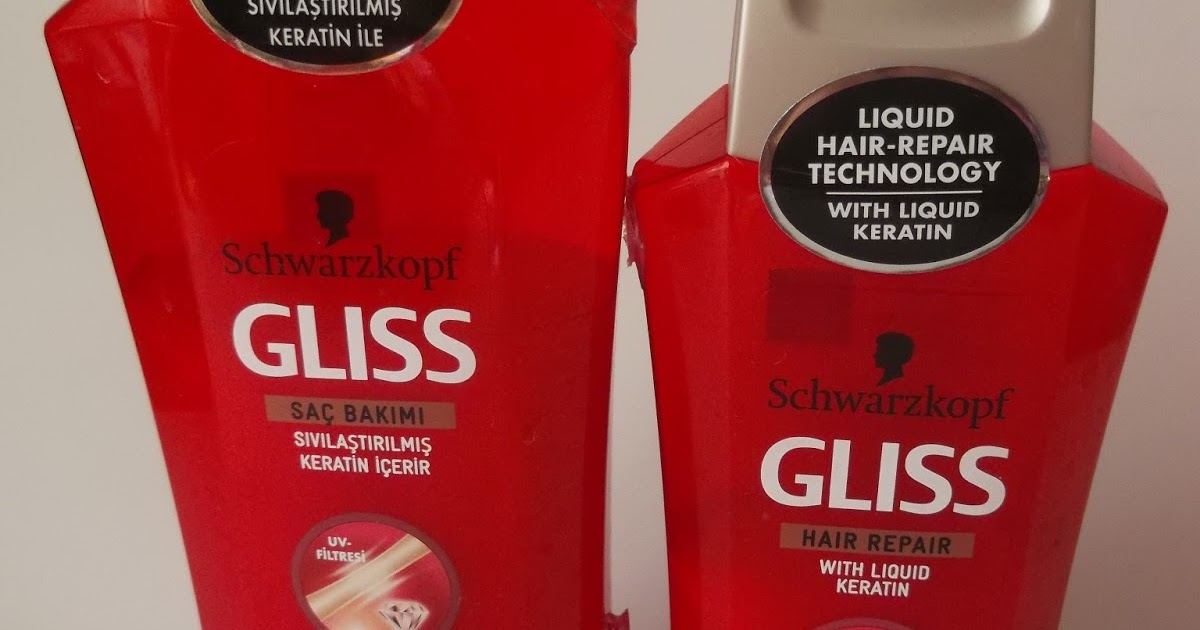 SIVILAŞTIRILMIŞ
KERATİN İLE
Schwarzkopf
GLISS
SAÇ BAKIMI
SIVILAŞTIRILMIŞ
KERATİN İÇERİR
UV-
FİLTRESİ
LIQUID
HAIR-REPAIR
TECHNOLOGY
WITH LIQUID
KERATIN
Schwarzkopf
GLISS
HAIR REPAIR
WITH LIQUID
KERATIN